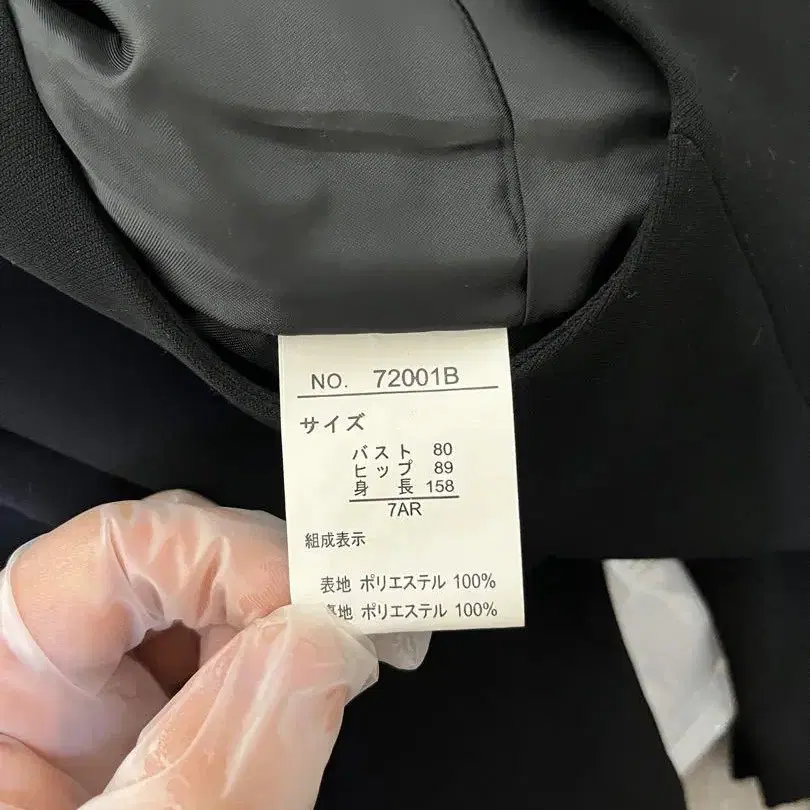 NO. 72001B
サイズ
バスト 80
ヒップ 89
身長 158
7AR
組成表示
表地 ポリエステル 100%
裏地 ポリエステル 100%